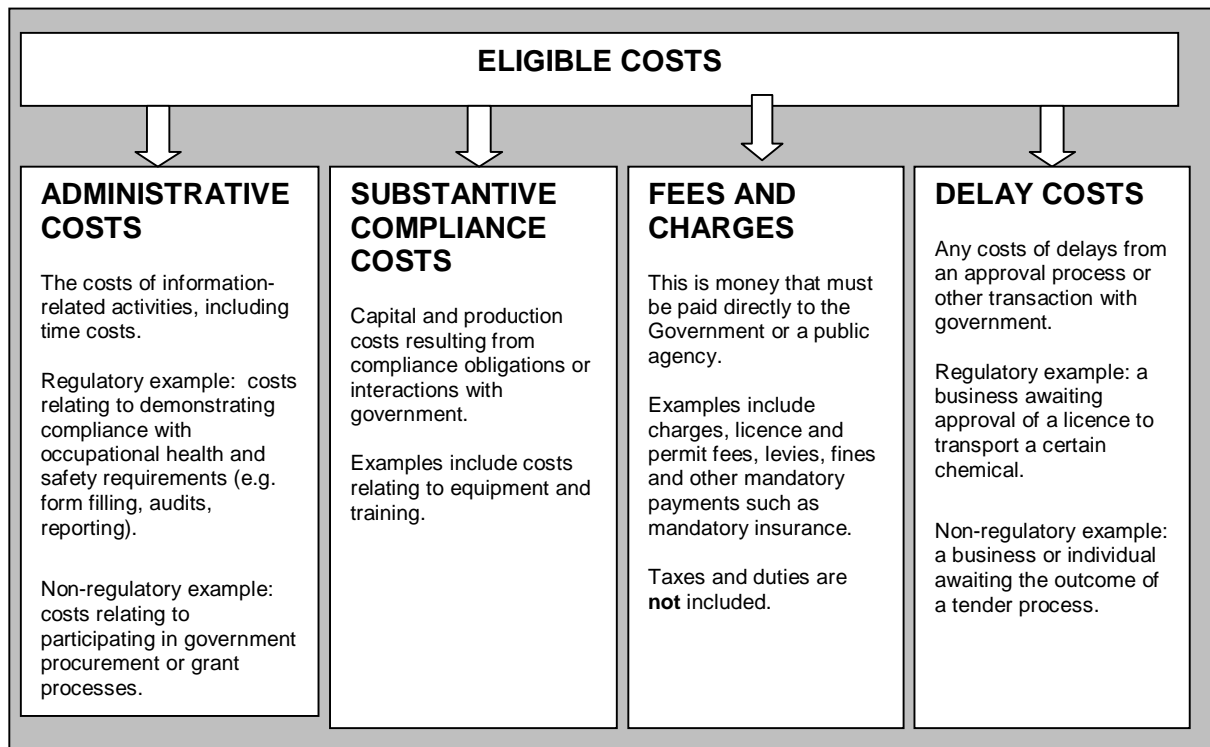 ELIGIBLE COSTS
ADMINISTRATIVE
COSTS
The costs of information-
related activities, including
time costs.
Regulatory example:  costs
relating to demonstrating
compliance with
occupational health and
safety requirements (e.g.
form filling, audits,
reporting).
Non-regulatory example:
costs relating to
participating in government
procurement or grant
processes.
SUBSTANTIVE
COMPLIANCE
COSTS
Capital and production
costs resulting from
compliance obligations or
interactions with
government.
Examples include costs
relating to equipment and
training.
FEES AND
CHARGES
This is money that must
be paid directly to the
Government or a public
agency.
Examples include
charges, licence and
permit fees, levies, fines
and other mandatory
payments such as
mandatory insurance.
Taxes and duties are
not included.
DELAY COSTS
Any costs of delays from
an approval process or
other transaction with
government.
Regulatory example: a
business awaiting
approval of a licence to
transport a certain
chemical.
Non-regulatory example:
a business or individual
awaiting the outcome of
a tender process.